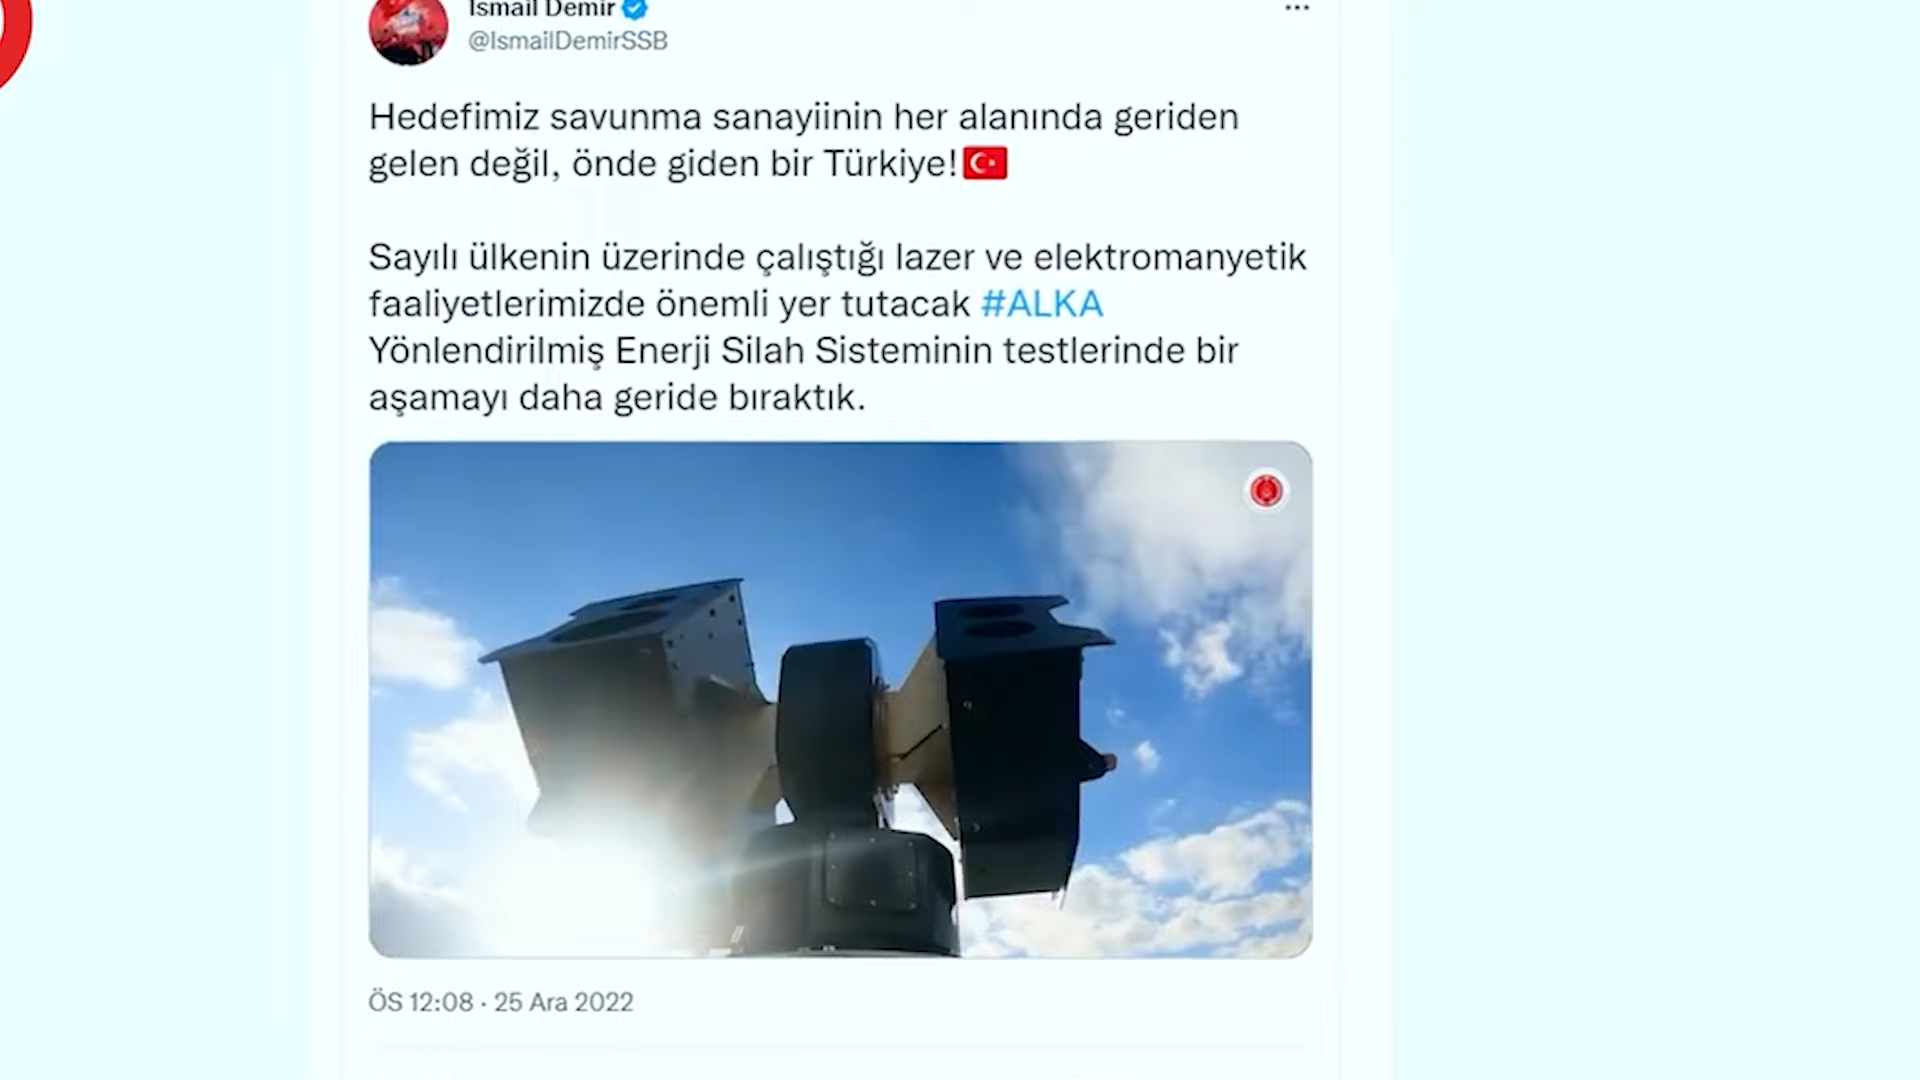 Ismail Demir
@IsmailDemirSSB
Hedefimiz savunma sanayiinin her alanında geriden
gelen değil, önde giden bir Türkiye!🇹🇷
Sayılı ülkenin üzerinde çalıştığı lazer ve elektromanyetik
faaliyetlerimizde önemli yer tutacak #ALKA
Yönlendirilmiş Enerji Silah Sisteminin testlerinde bir
aşamayı daha geride bıraktık.
ÖS 12:08 · 25 Ara 2022